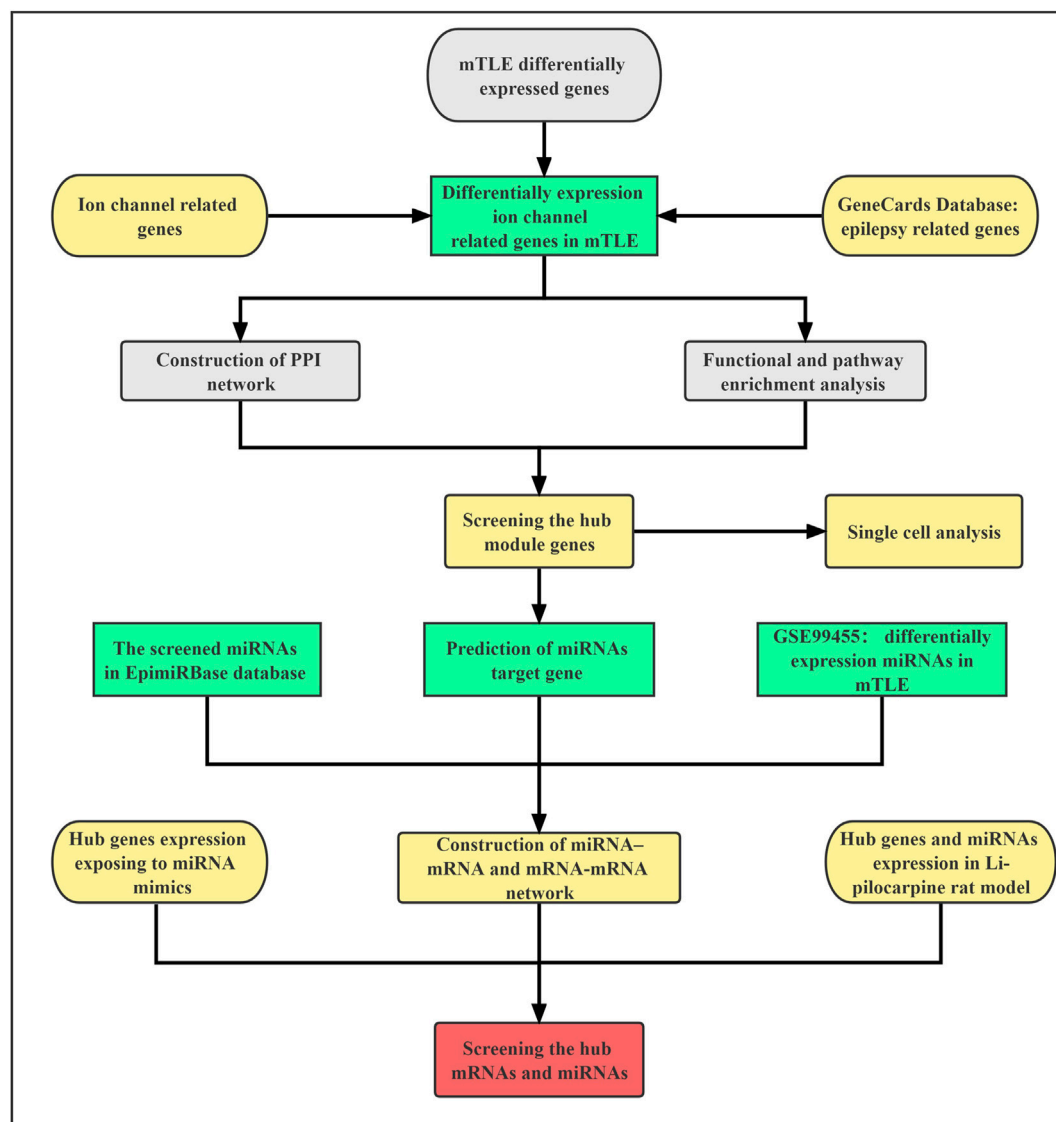 mTLE differentially
expressed genes
Ion channel related
genes
Differentially expression
ion channel
related genes in mTLE
GeneCards Database:
epilepsy related genes
Construction of PPI
network
Functional and pathway
enrichment analysis
Screening the hub
module genes
Single cell analysis
The screened miRNAs
in EpimiRBase database
Prediction of miRNAs
target gene
GSE99455： differentially
expression miRNAs in
mTLE
Hub genes expression
exposing to miRNA
mimics
Construction of miRNA–
mRNA and mRNA-mRNA
network
Hub genes and miRNAs
expression in Li-
pilocarpine rat model
Screening the hub
mRNAs and miRNAs